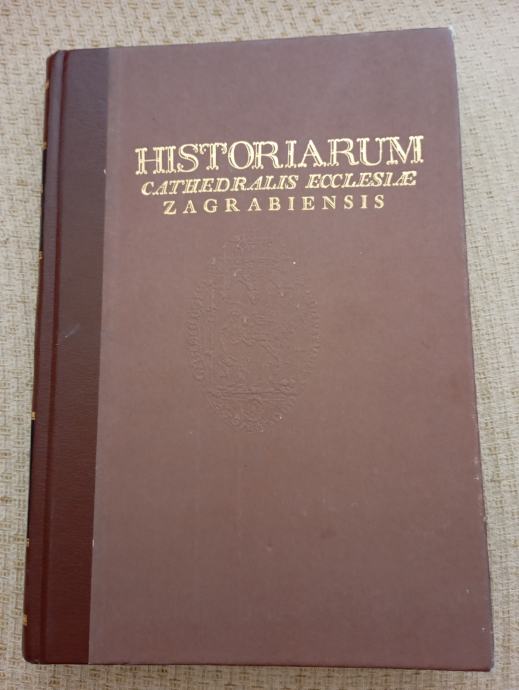 HISTORIARUM
CATHEDRALIS ECCLESIÆ
ZAGRABIENSIS